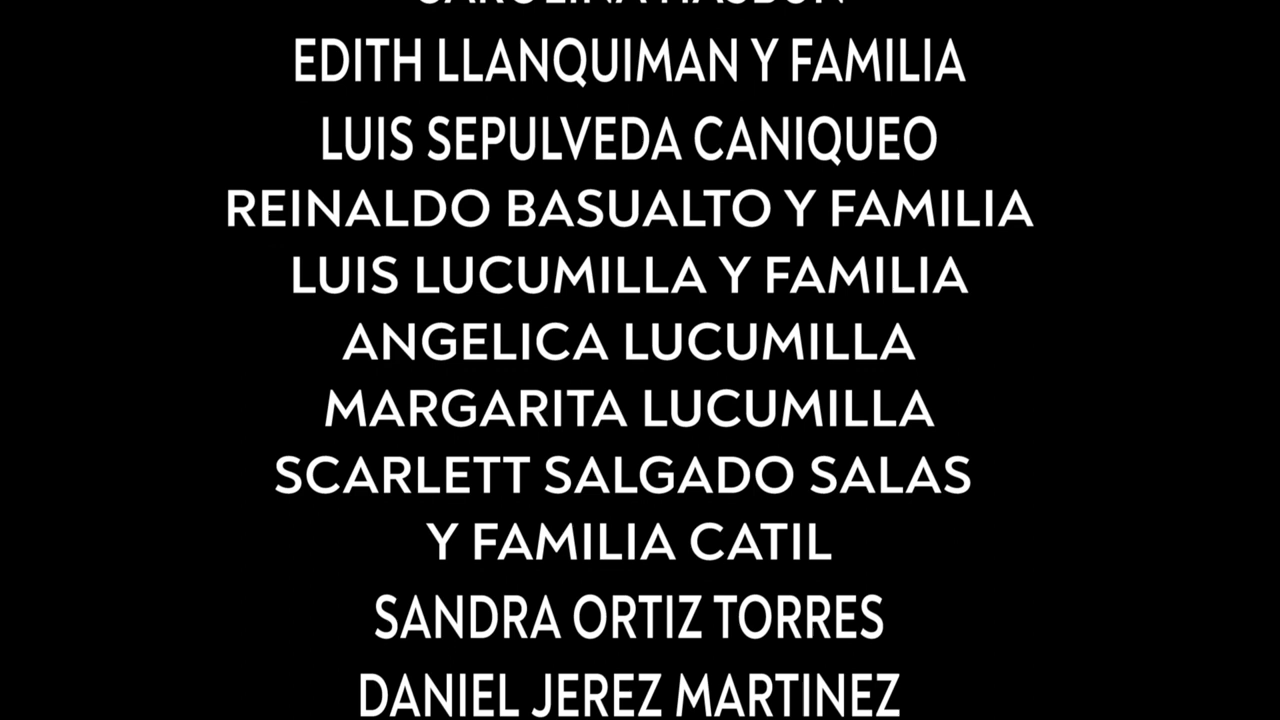 EDITH LLANQUIMAN Y FAMILIA
LUIS SEPULVEDA CANIQUEO
REINALDO BASUALTO Y FAMILIA
LUIS LUCUMILLA Y FAMILIA
ANGELICA LUCUMILLA
MARGARITA LUCUMILLA
SCARLETT SALGADO SALAS
Y FAMILIA CATIL
SANDRA ORTIZ TORRES
DANIEL JEREZ MARTINEZ